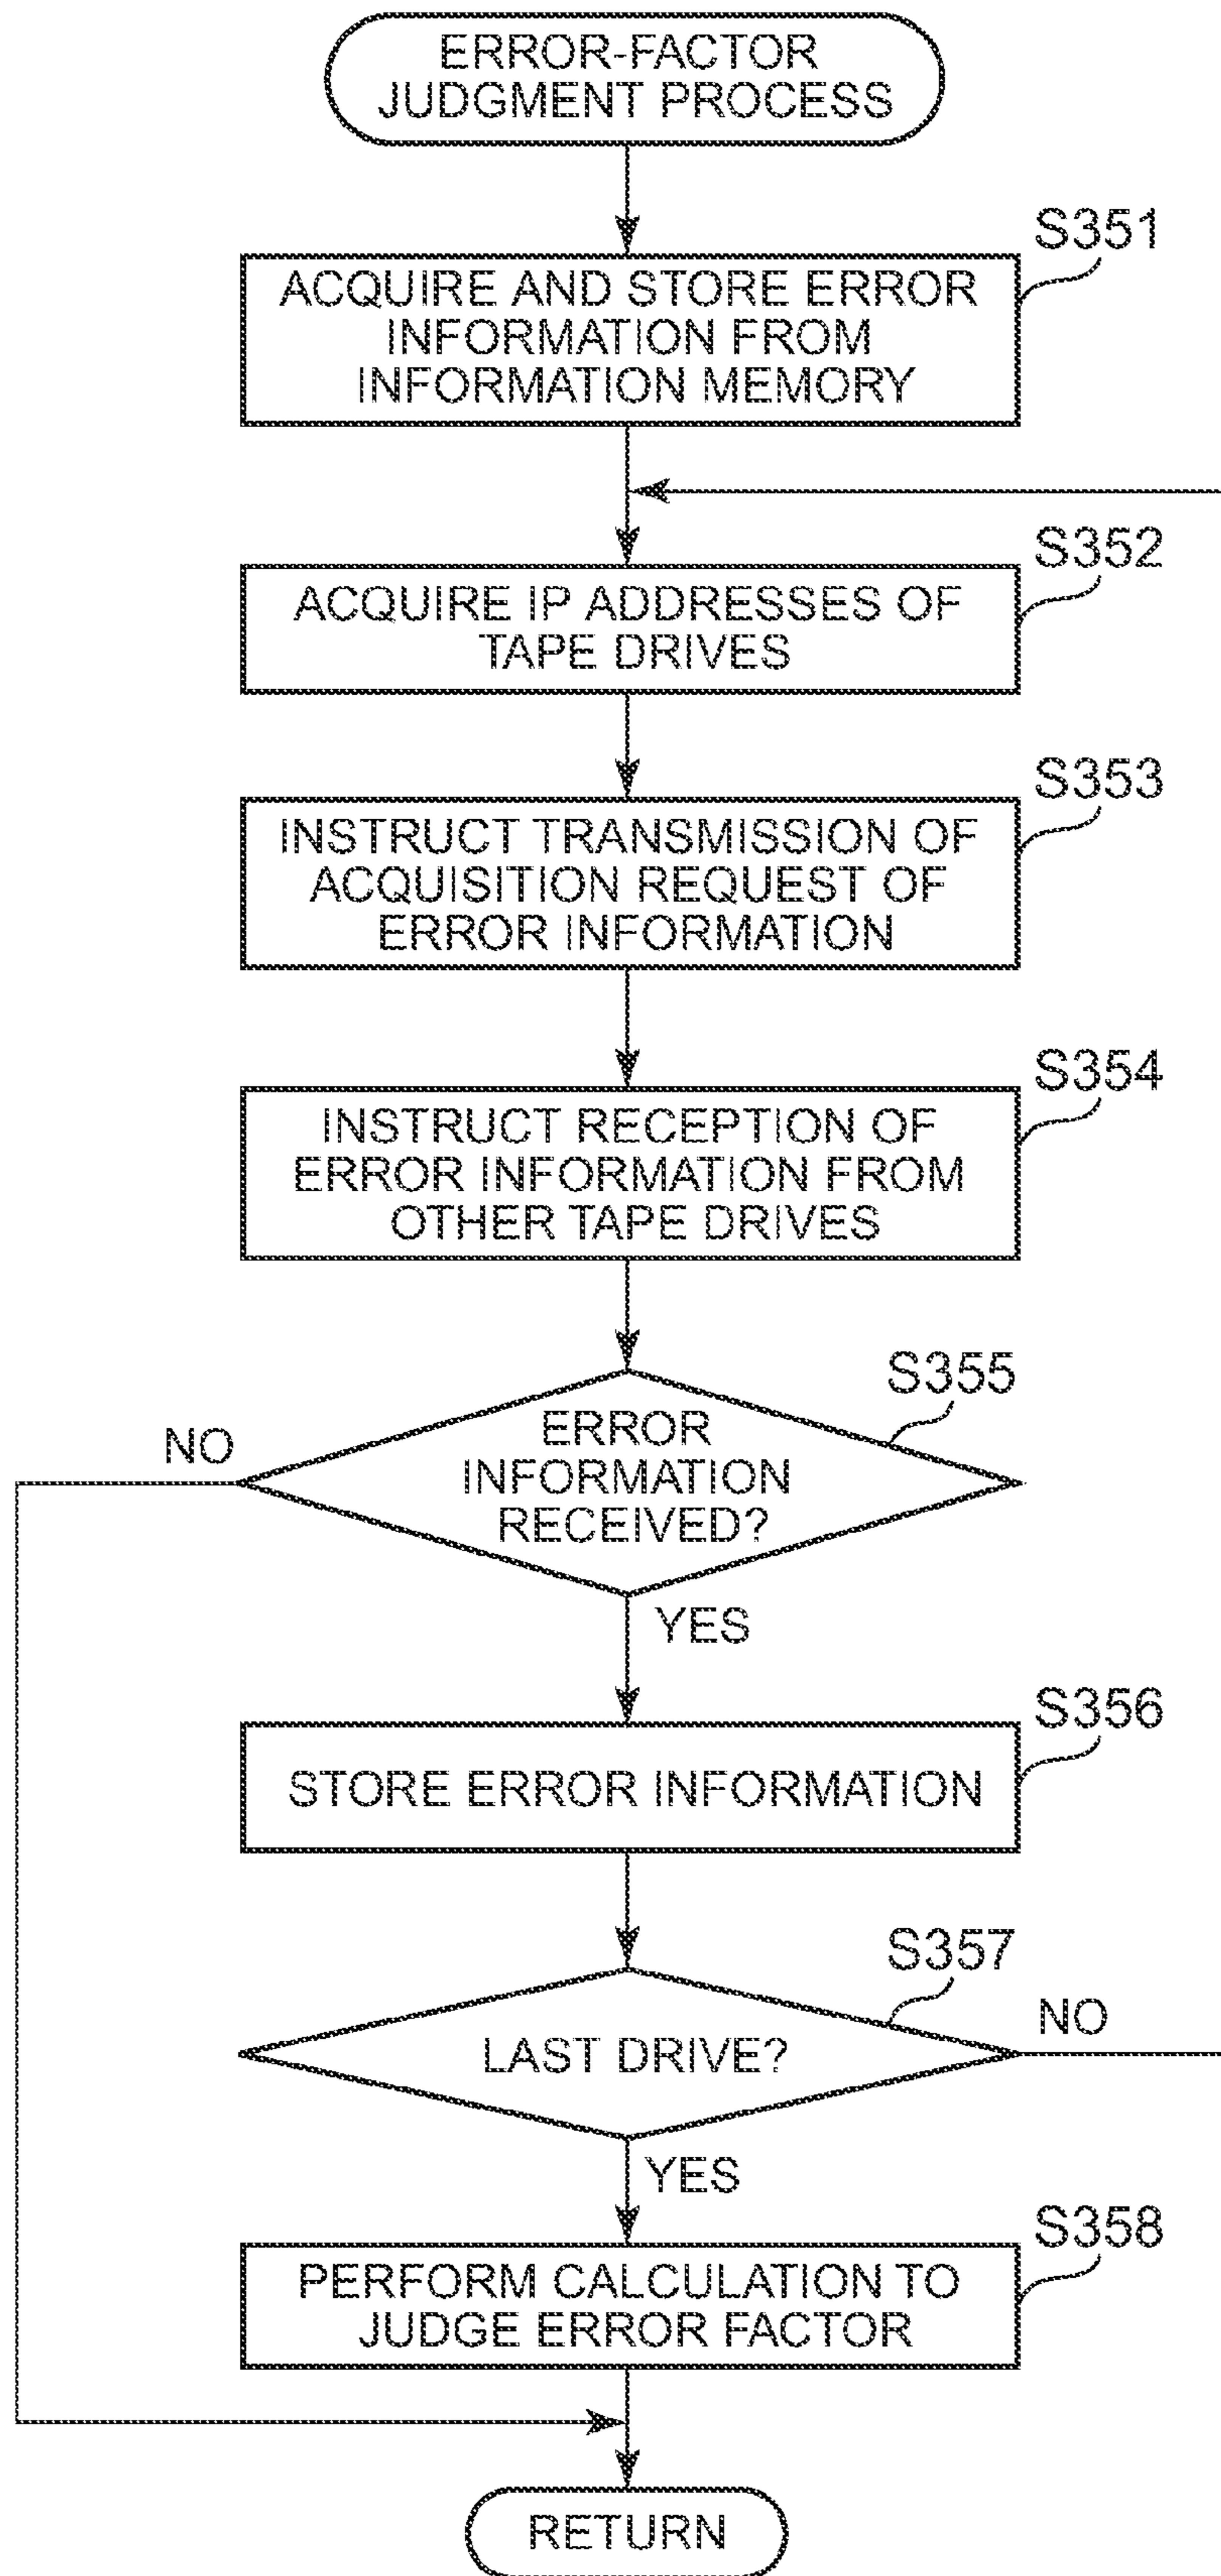 ERROR-FACTOR
JUDGMENT PROCESS
S351
ACQUIRE AND STORE ERROR
INFORMATION FROM
INFORMATION MEMORY
S352
ACQUIRE IP ADDRESSES OF
TAPE DRIVES
S353
INSTRUCT TRANSMISSION OF
ACQUISITION REQUEST OF
ERROR INFORMATION
S354
INSTRUCT RECEPTION OF
ERROR INFORMATION FROM
OTHER TAPE DRIVES
S355
NO
ERROR
INFORMATION
RECEIVED?
YES
S356
STORE ERROR INFORMATION
S357
NO
LAST DRIVE?
YES
S358
PERFORM CALCULATION TO
JUDGE ERROR FACTOR
RETURN